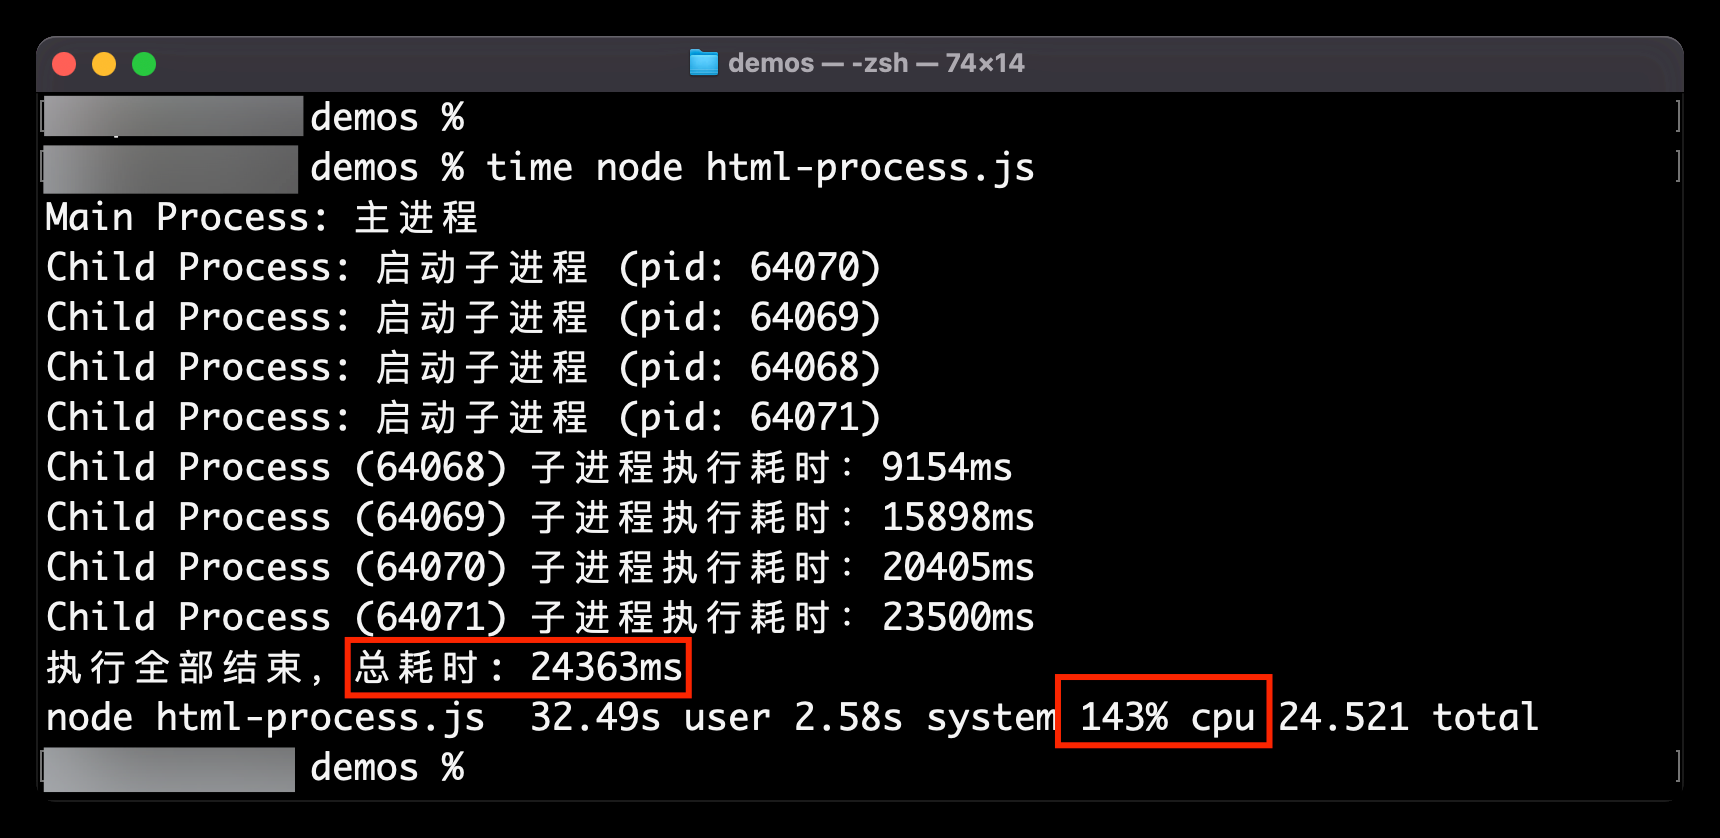 demos — -zsh — 74×14
demos %
demos % time node html-process.js
Main Process: 主进程
Child Process: 启动子进程 (pid: 64070)
Child Process: 启动子进程 (pid: 64069)
Child Process: 启动子进程 (pid: 64068)
Child Process: 启动子进程 (pid: 64071)
Child Process (64068) 子进程执行耗时: 9154ms
Child Process (64069) 子进程执行耗时: 15898ms
Child Process (64070) 子进程执行耗时: 20405ms
Child Process (64071) 子进程执行耗时: 23500ms
执行全部结束, 总耗时: 24363ms
node html-process.js  32.49s user 2.58s system 143% cpu 24.521 total
demos %